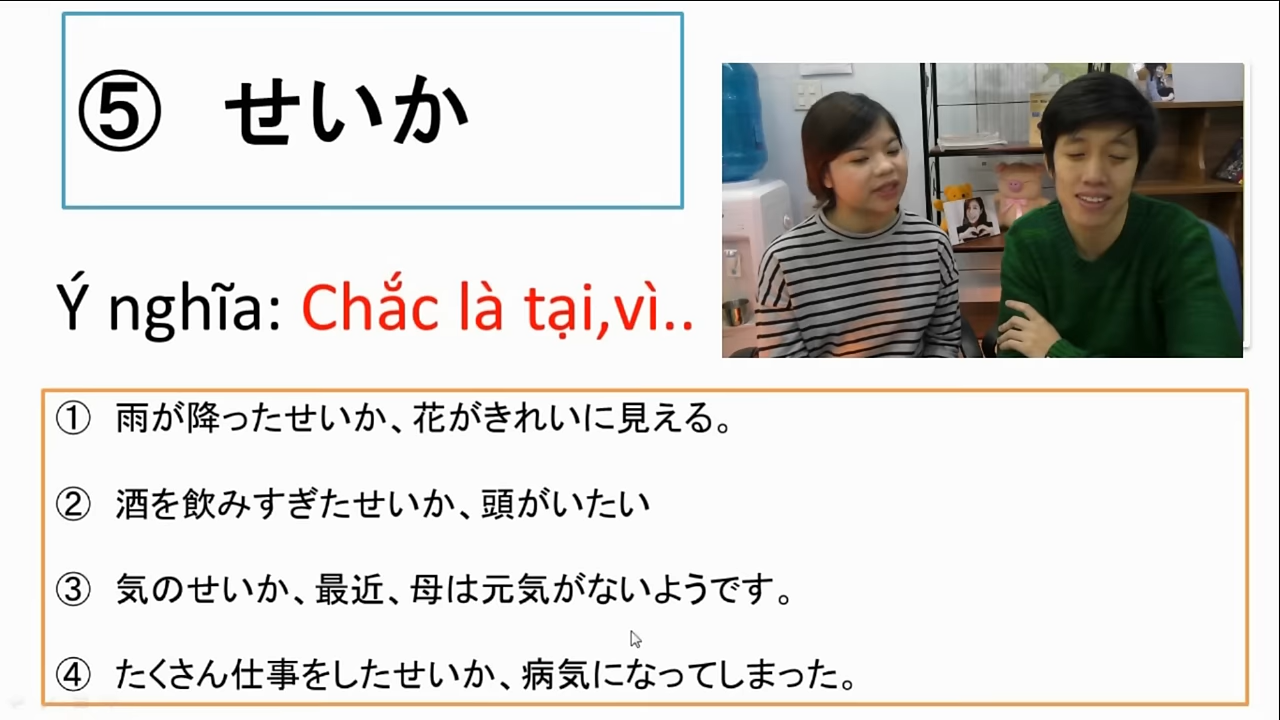 ⑤ せいか
Ý nghĩa: Chắc là tại,vì..
① 雨が降ったせいか、花がきれいに見える。
② 酒を飲みすぎたせいか、頭がいたい
③ 気のせいか、最近、母は元気がないようです。
④ たくさん仕事をしたせいか、病気になってしまった。